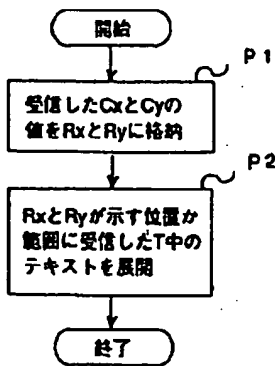 開始
P1
受信したCxとCyの
値をRxとRyに格納
P2
RxとRyが示す位置か
範囲に受信したT中の
テキストを展開
終了